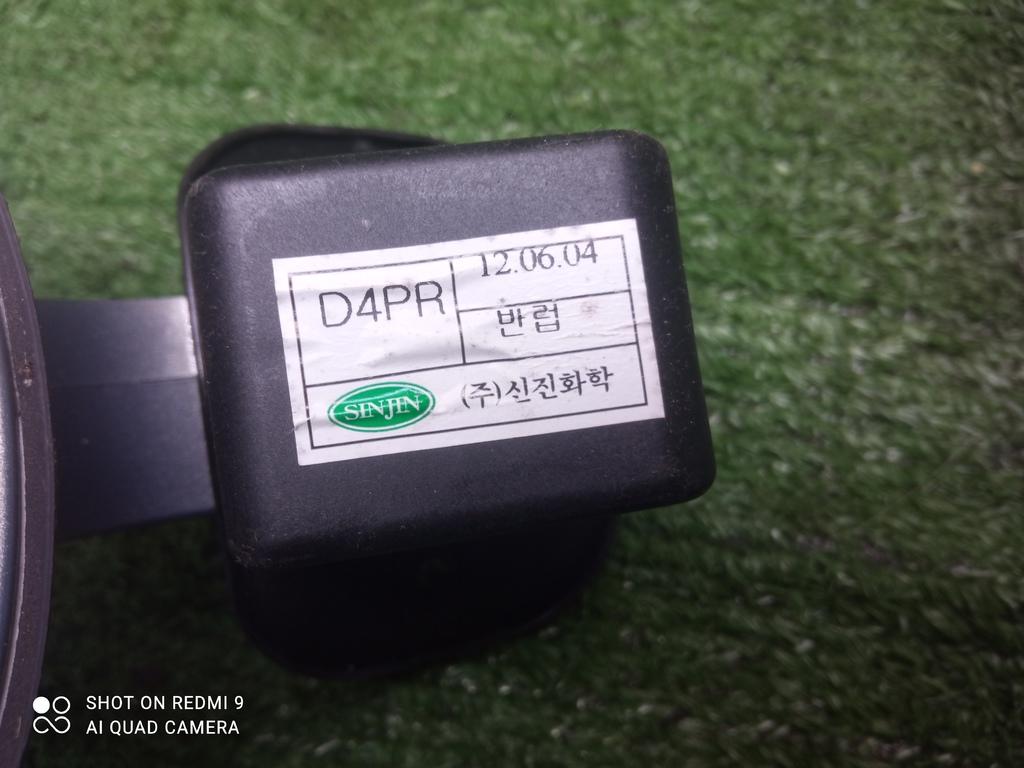 D4PR
12.06.04
반럽
SINJIN
(주)신진화학
SHOT ON REDMI 9
AI QUAD CAMERA